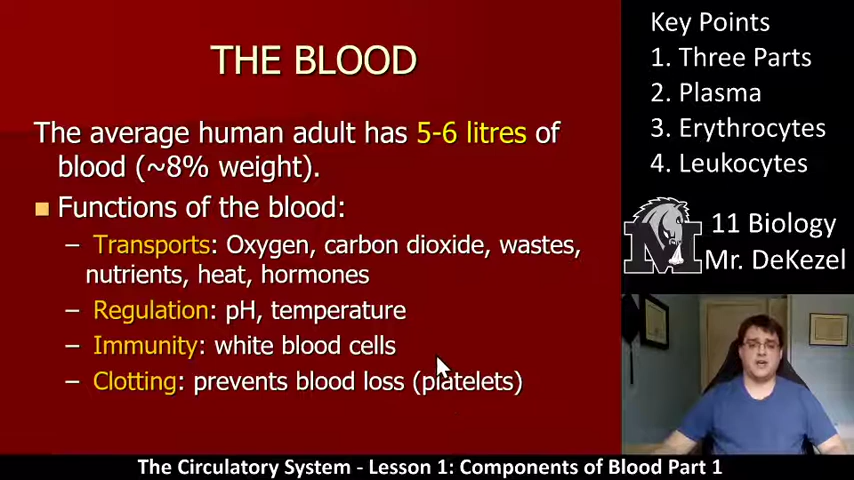 THE BLOOD
The average human adult has 5-6 litres of
blood (~8% weight).
Functions of the blood:
– Transports: Oxygen, carbon dioxide, wastes,
nutrients, heat, hormones
– Regulation: pH, temperature
– Immunity: white blood cells
– Clotting: prevents blood loss (platelets)
Key Points
1. Three Parts
2. Plasma
3. Erythrocytes
4. Leukocytes
M
11 Biology
Mr. DeKezel
The Circulatory System - Lesson 1: Components of Blood Part 1